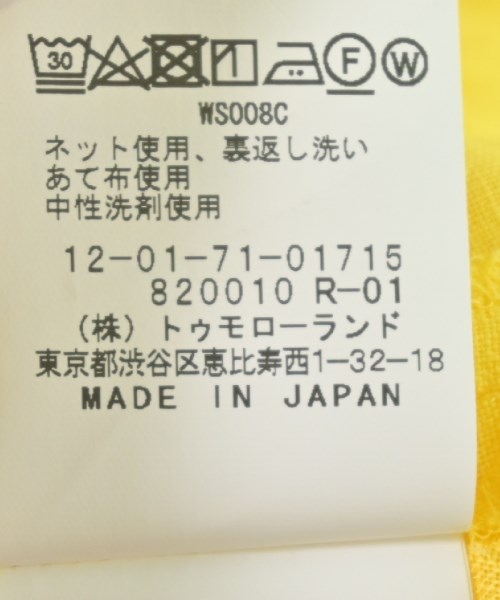 30 F W
WS008C
ネット使用、裏返し洗い
あて布使用
中性洗剤使用
12-01-71-01715
820010 R-01
(株)トゥモローランド
東京都渋谷区恵比寿西1-32-18
MADE IN JAPAN